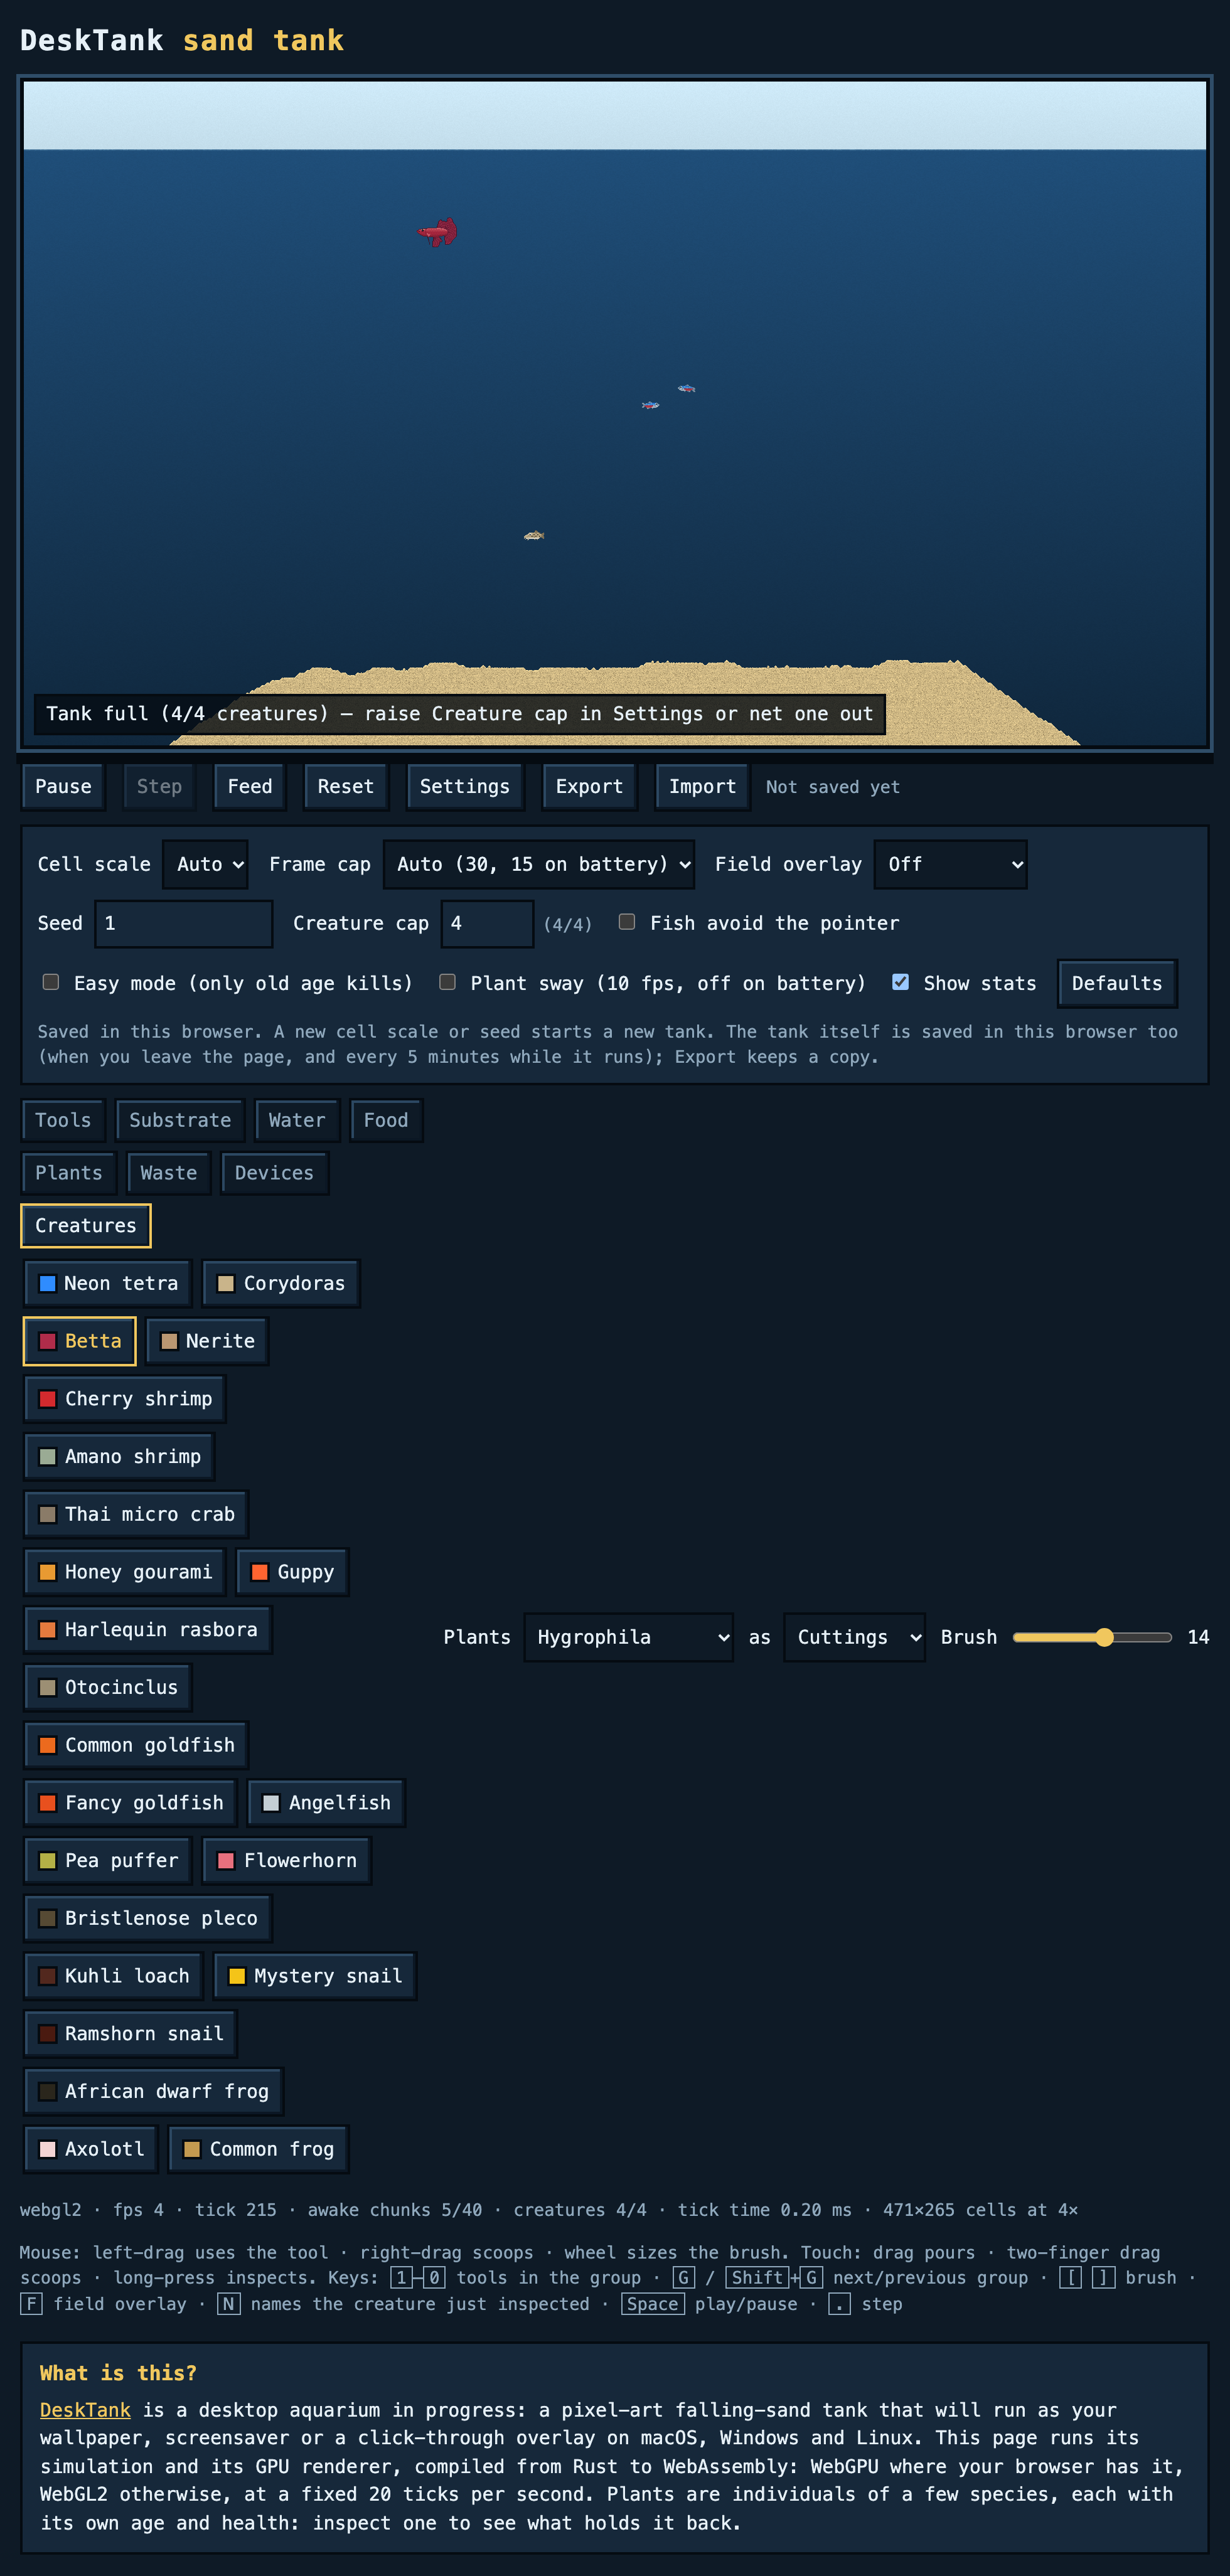 DeskTank sand tank
Tank full (4/4 creatures) — raise Creature cap in Settings or net one out
Pause Step Feed Reset Settings Export Import Not saved yet
Cell scale Auto Frame cap Auto (30, 15 on battery) Field overlay Off
Seed 1 Creature cap 4 (4/4) Fish avoid the pointer
Easy mode (only old age kills) Plant sway (10 fps, off on battery) Show stats Defaults
Saved in this browser. A new cell scale or seed starts a new tank. The tank itself is saved in this browser too
(when you leave the page, and every 5 minutes while it runs); Export keeps a copy.
Tools Substrate Water Food
Plants Waste Devices
Creatures
Neon tetra Corydoras
Betta Nerite
Cherry shrimp
Amano shrimp
Thai micro crab
Honey gourami Guppy
Harlequin rasbora
Plants Hygrophila as Cuttings Brush 14
Otocinclus
Common goldfish
Fancy goldfish Angelfish
Pea puffer Flowerhorn
Bristlenose pleco
Kuhli loach Mystery snail
Ramshorn snail
African dwarf frog
Axolotl Common frog
webgl2 · fps 4 · tick 215 · awake chunks 5/40 · creatures 4/4 · tick time 0.20 ms · 471×265 cells at 4×
Mouse: left-drag uses the tool · right-drag scoops · wheel sizes the brush. Touch: drag pours · two-finger drag
scoops · long-press inspects. Keys: 1–0 tools in the group · G / Shift+G next/previous group · [ ] brush ·
F field overlay · N names the creature just inspected · Space play/pause · . step
What is this?
DeskTank is a desktop aquarium in progress: a pixel-art falling-sand tank that will run as your
wallpaper, screensaver or a click-through overlay on macOS, Windows and Linux. This page runs its
simulation and its GPU renderer, compiled from Rust to WebAssembly: WebGPU where your browser has it,
WebGL2 otherwise, at a fixed 20 ticks per second. Plants are individuals of a few species, each with
its own age and health: inspect one to see what holds it back.